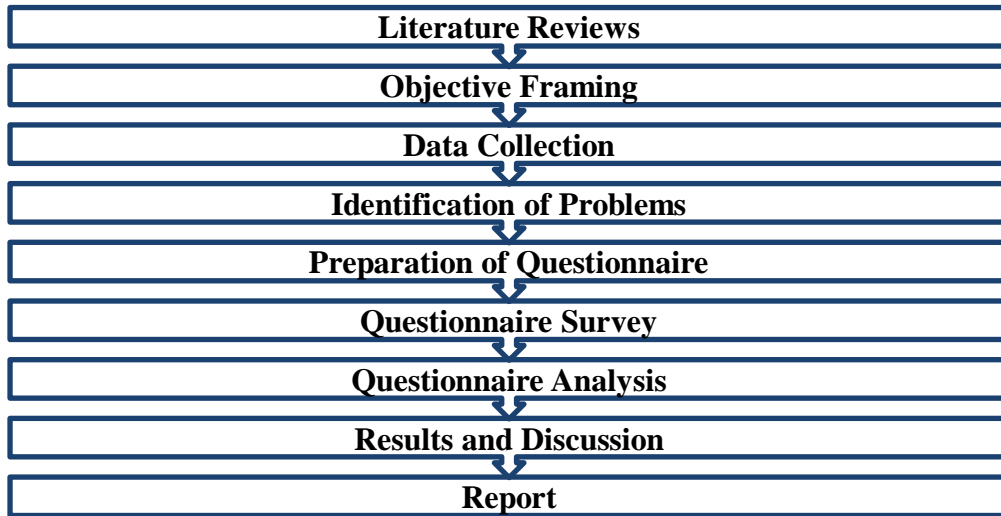 Literature Reviews
Objective Framing
Data Collection
Identification of Problems
Preparation of Questionnaire
Questionnaire Survey
Questionnaire Analysis
Results and Discussion
Report